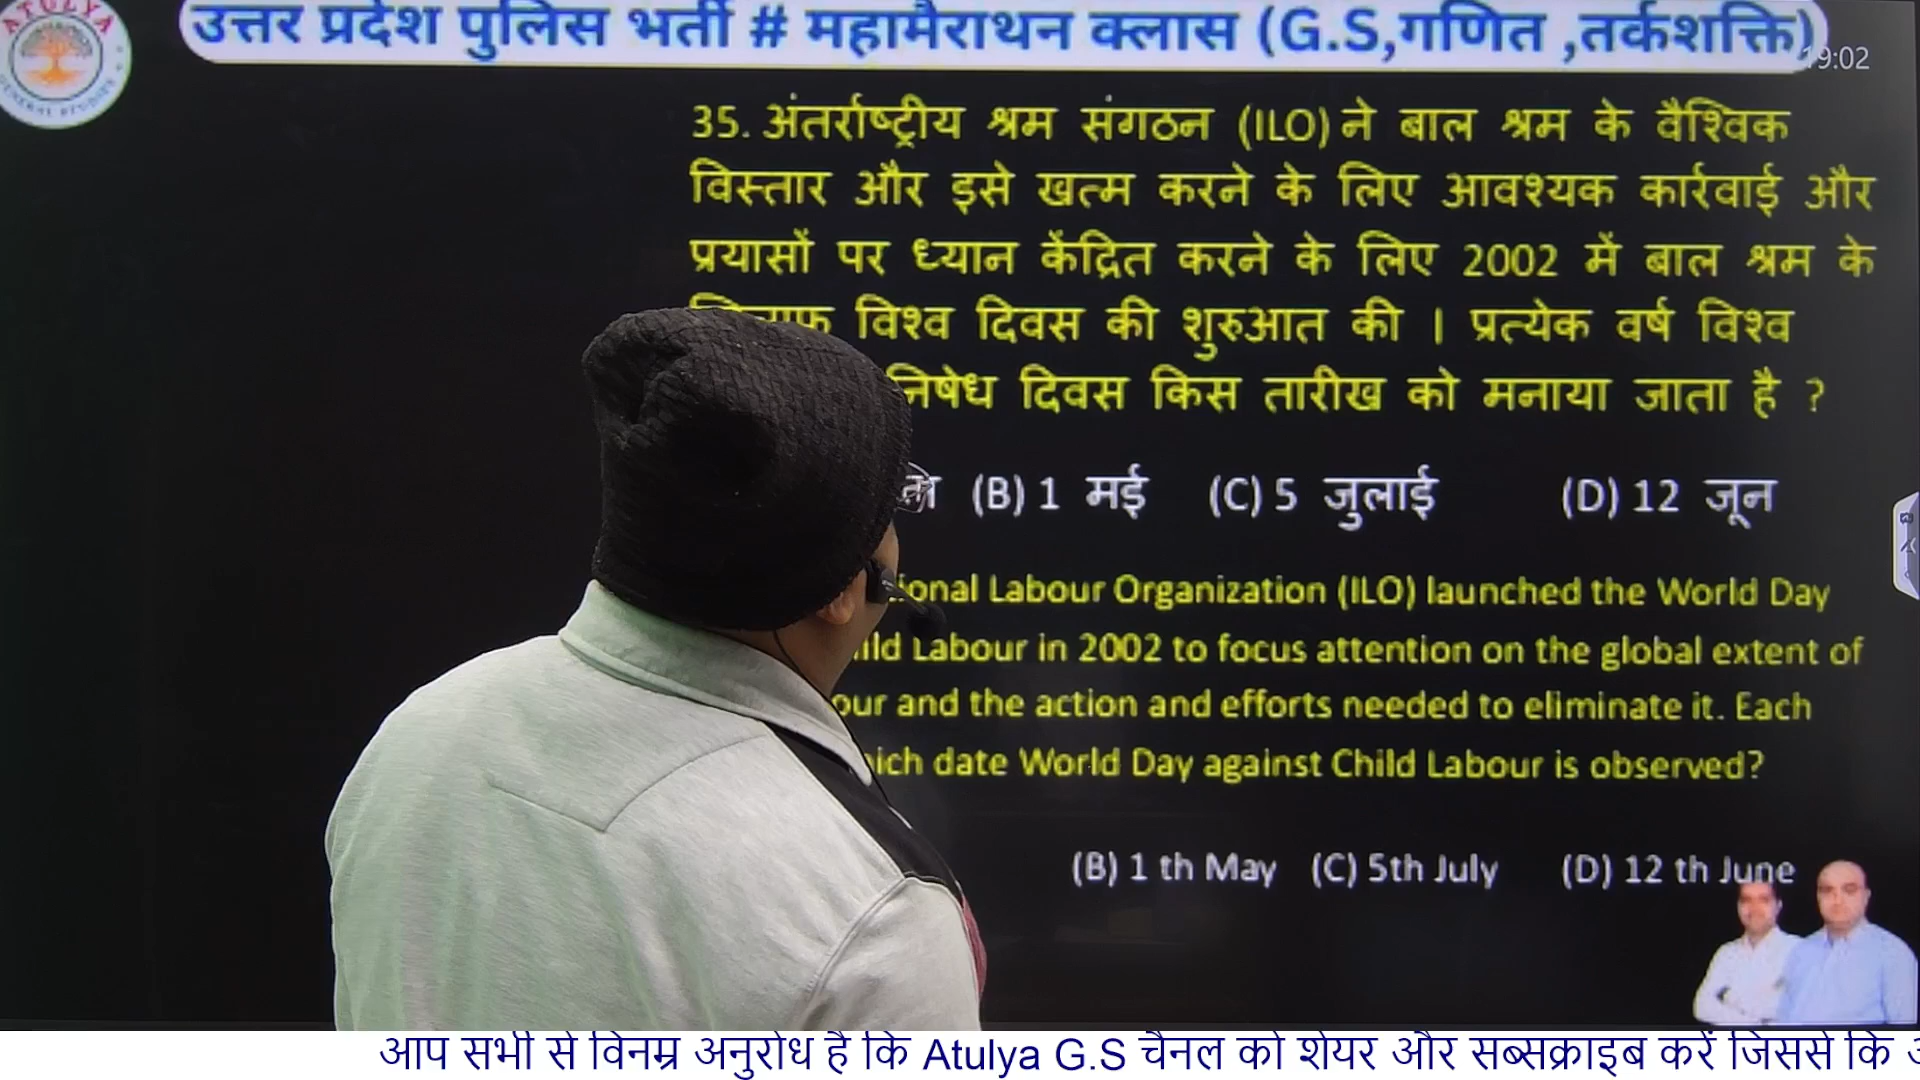 ATULYA
GENERAL STUDIES
उत्तर प्रदेश पुलिस भर्ती # महामैराथन क्लास (G.S,गणित ,तर्कशक्ति)
19:02
35. अंतर्राष्ट्रीय श्रम संगठन (ILO) ने बाल श्रम के वैश्विक
विस्तार और इसे खत्म करने के लिए आवश्यक कार्रवाई और
प्रयासों पर ध्यान केंद्रित करने के लिए 2002 में बाल श्रम के
विश्व दिवस की शुरुआत की । प्रत्येक वर्ष विश्व
निषेध दिवस किस तारीख को मनाया जाता है ?
(B) 1 मई (C) 5 जुलाई (D) 12 जून
Labour Organization (ILO) launched the World Day
Labour in 2002 to focus attention on the global extent of
and the action and efforts needed to eliminate it. Each
date World Day against Child Labour is observed?
(B) 1 th May (C) 5th July (D) 12 th June
आप सभी से विनम्र अनुरोध है कि Atulya G.S चैनल को शेयर और सब्सक्राइब करें जिससे कि